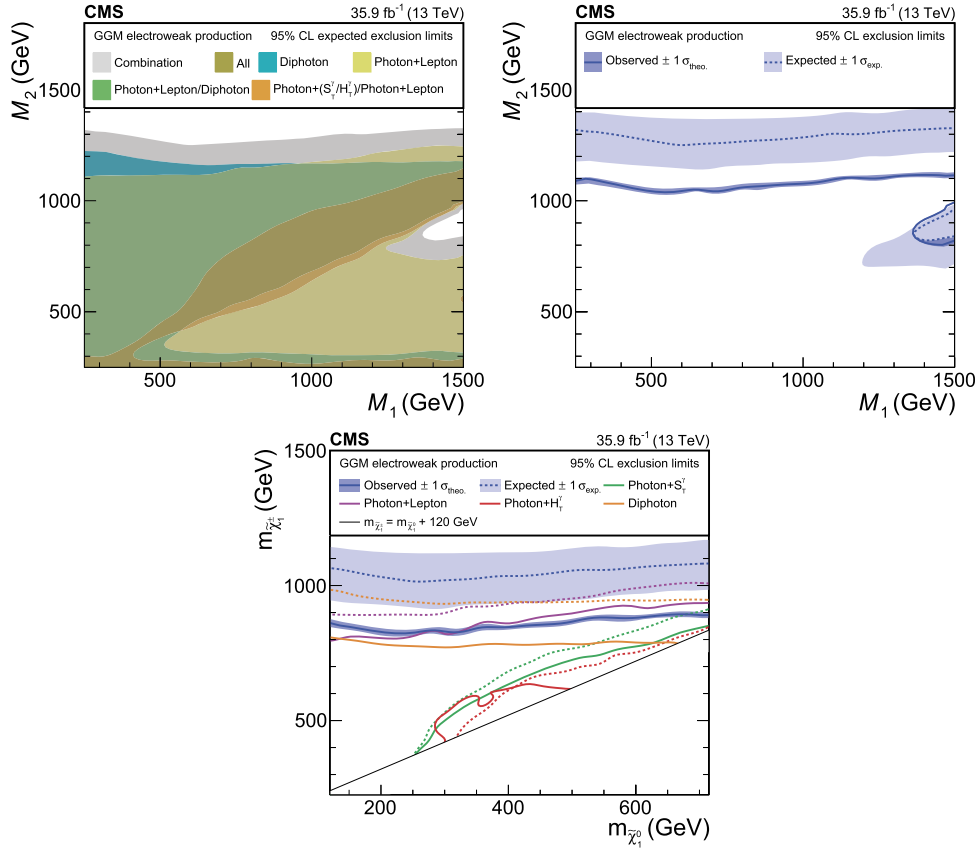 CMS 35.9 fb⁻¹ (13 TeV)
GGM electroweak production 95% CL expected exclusion limits
Combination All Diphoton Photon+Lepton
Photon+Lepton/Diphoton Photon+(S_T^γ/H_T^γ)/Photon+Lepton
M₂ (GeV)
1500
1000
500
500 1000 1500
M₁ (GeV)
CMS 35.9 fb⁻¹ (13 TeV)
GGM electroweak production 95% CL exclusion limits
Observed ± 1 σ_theo. Expected ± 1 σ_exp.
M₂ (GeV)
1500
1000
500
500 1000 1500
M₁ (GeV)
CMS 35.9 fb⁻¹ (13 TeV)
GGM electroweak production 95% CL exclusion limits
Observed ± 1 σ_theo. Expected ± 1 σ_exp. Photon+S_T^γ
Photon+Lepton Photon+H_T^γ Diphoton
m_χ̃₁^± = m_χ̃₁^0 + 120 GeV
m_χ̃₁^± (GeV)
1500
1000
500
200 400 600
m_χ̃₁^0 (GeV)